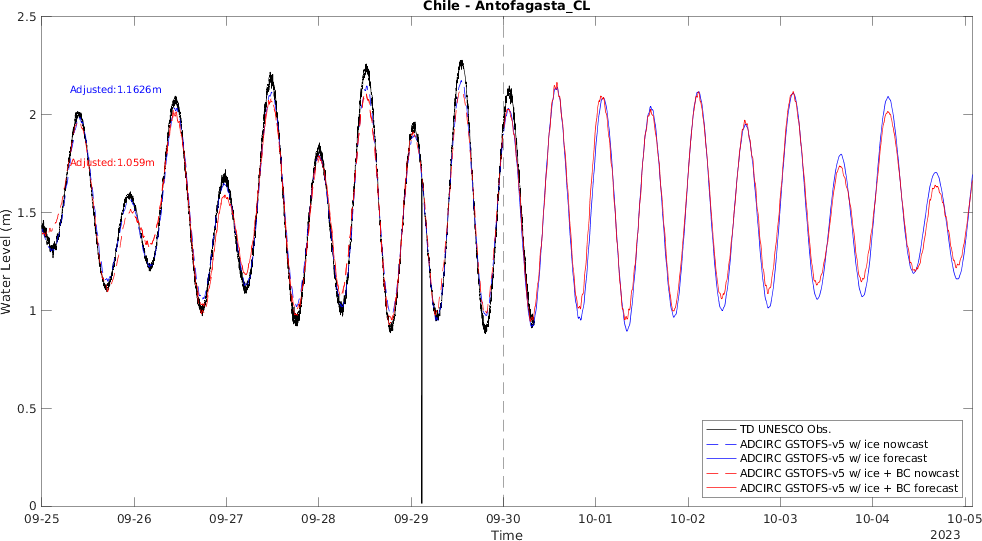 Chile - Antofagasta_CL
2.5
2
1.5
1
0.5
0
Water Level (m)
Adjusted:1.1626m
Adjusted:1.059m
TD UNESCO Obs.
ADCIRC GSTOFS-v5 w/ ice nowcast
ADCIRC GSTOFS-v5 w/ ice forecast
ADCIRC GSTOFS-v5 w/ ice + BC nowcast
ADCIRC GSTOFS-v5 w/ ice + BC forecast
09-25 09-26 09-27 09-28 09-29 09-30 10-01 10-02 10-03 10-04 10-05
Time
2023